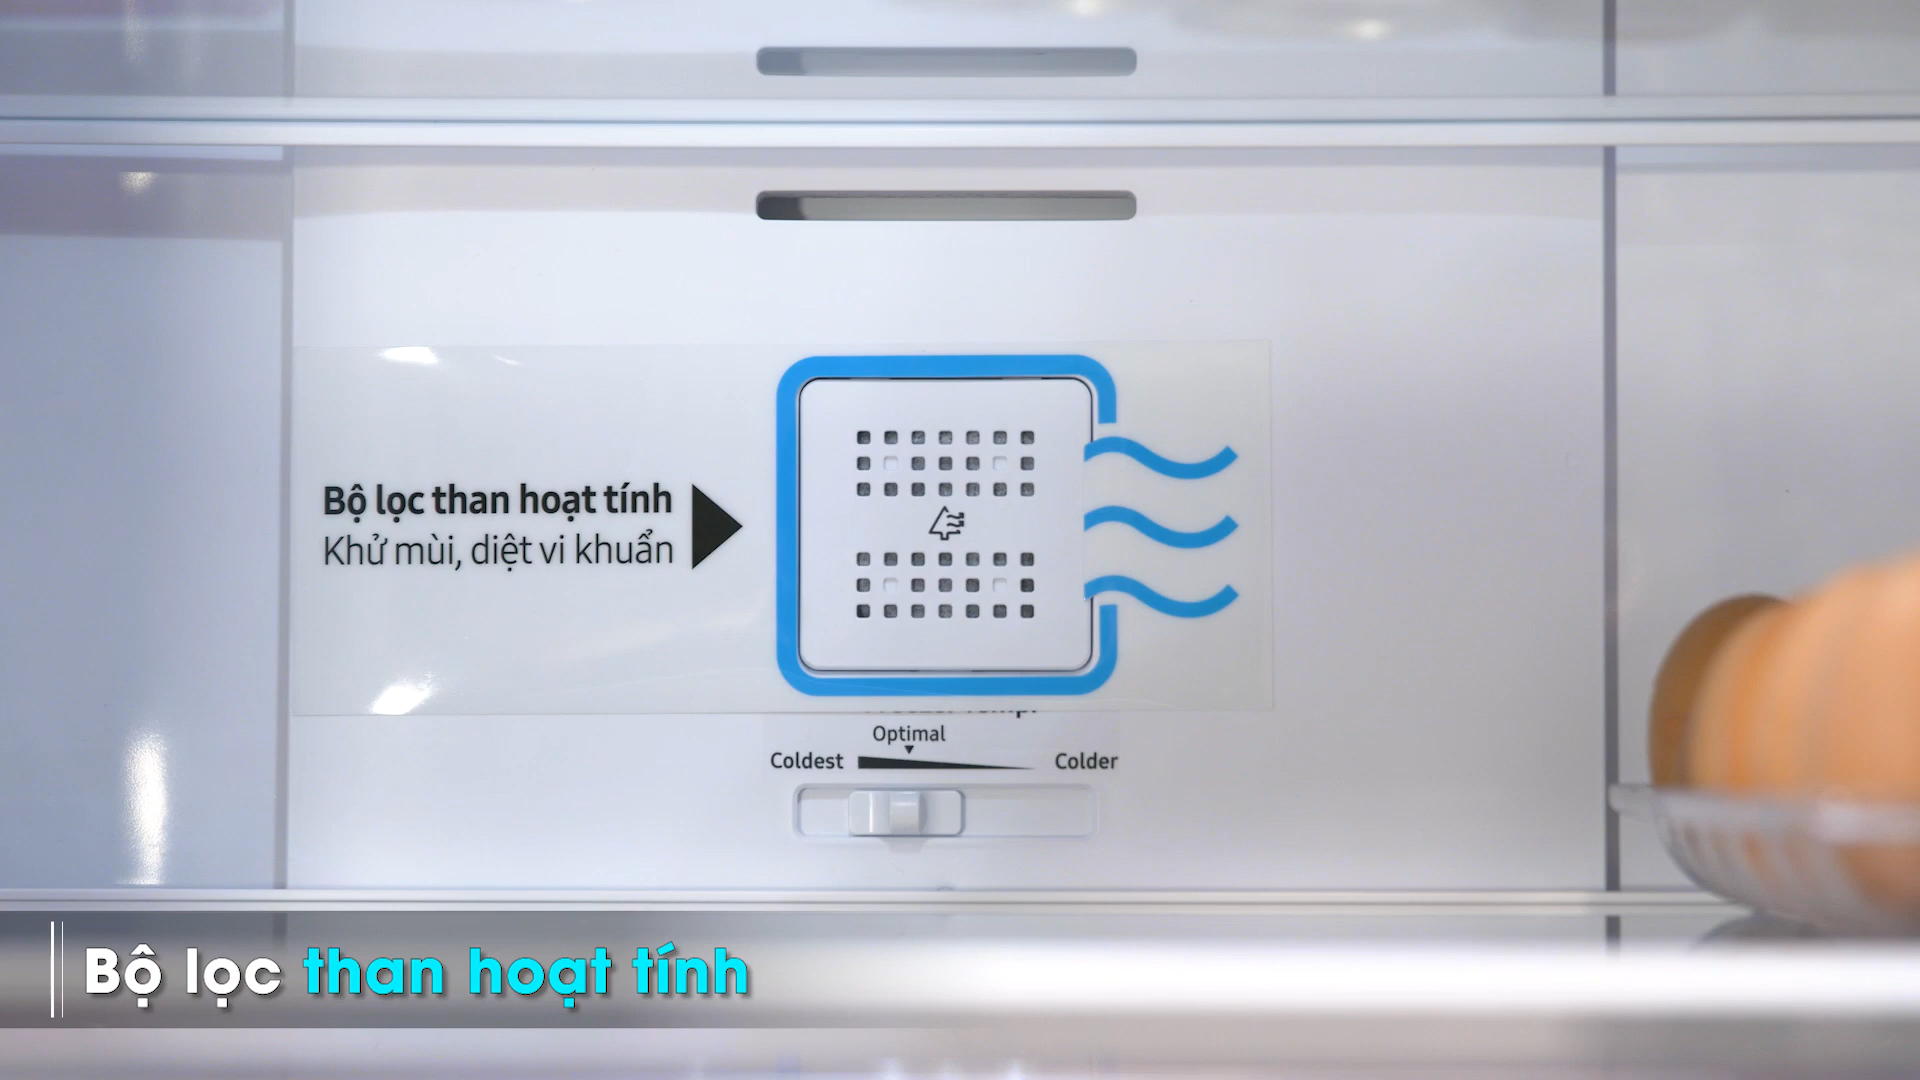 Bộ lọc than hoạt tính
Khử mùi, diệt vi khuẩn
Optimal
Coldest
Colder
Bộ lọc than hoạt tính